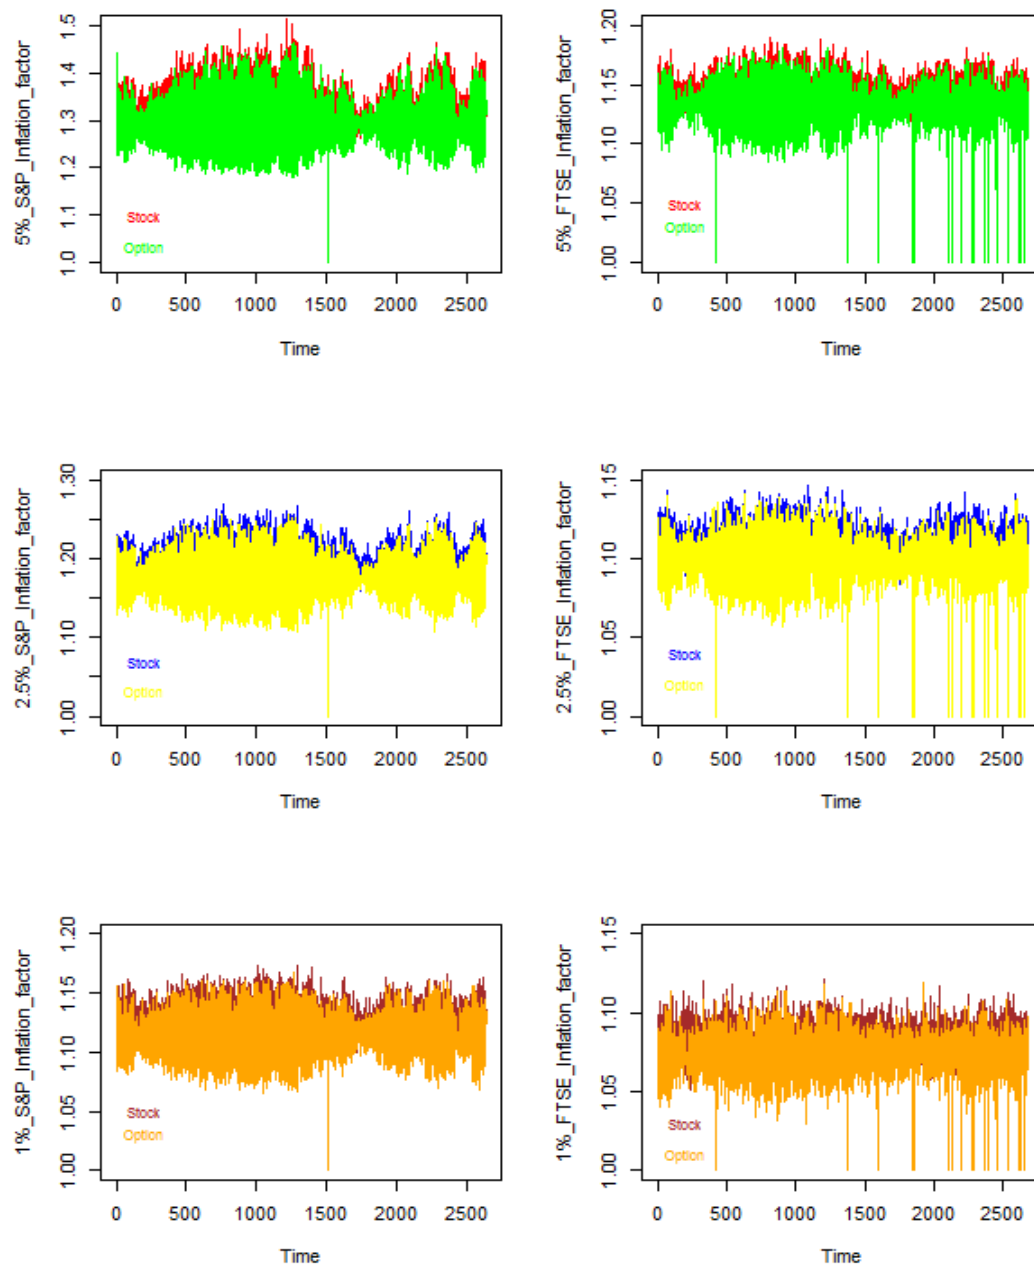 5%_S&P_Inflation_factor
1.0 1.1 1.2 1.3 1.4 1.5
Stock
Option
0 500 1000 1500 2000 2500
Time
5%_FTSE_Inflation_factor
1.00 1.05 1.10 1.15 1.20
Stock
Option
0 500 1000 1500 2000 2500
Time
2.5%_S&P_Inflation_factor
1.00 1.10 1.20 1.30
Stock
Option
0 500 1000 1500 2000 2500
Time
2.5%_FTSE_Inflation_factor
1.00 1.05 1.10 1.15
Stock
Option
0 500 1000 1500 2000 2500
Time
1%_S&P_Inflation_factor
1.00 1.05 1.10 1.15 1.20
Stock
Option
0 500 1000 1500 2000 2500
Time
1%_FTSE_Inflation_factor
1.00 1.05 1.10 1.15
Stock
Option
0 500 1000 1500 2000 2500
Time